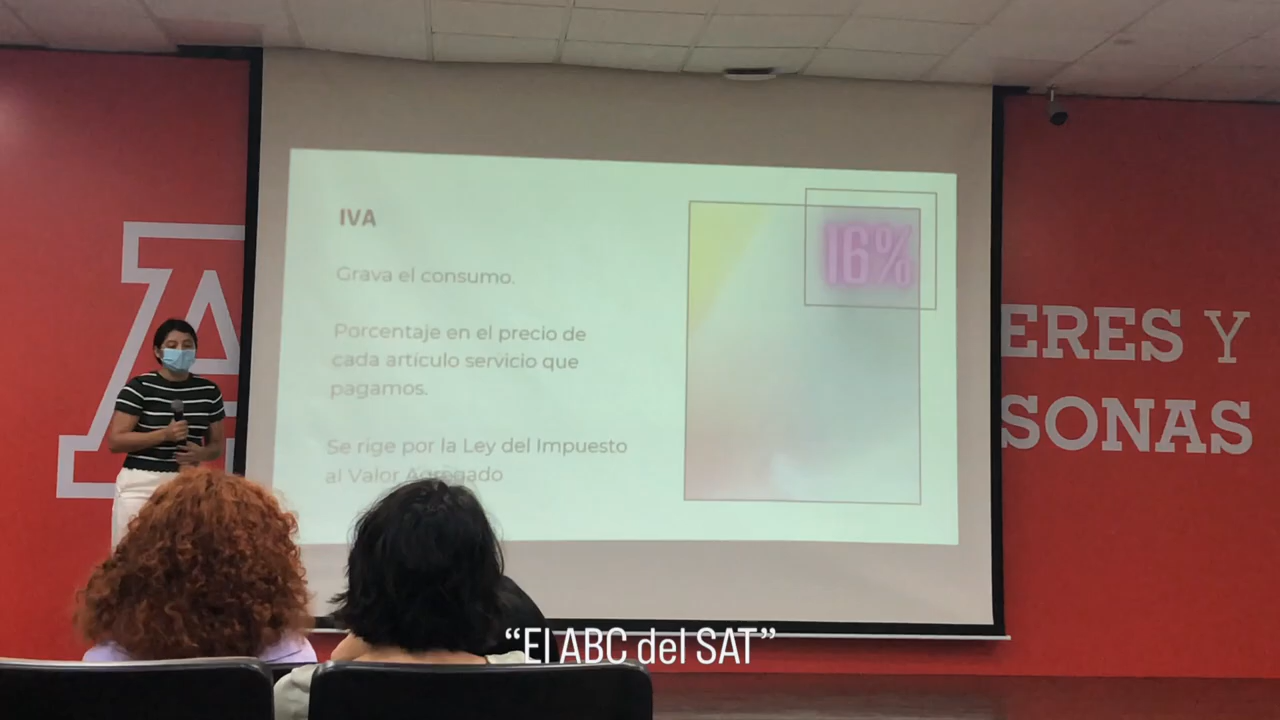 IVA
16%
Grava el consumo.
Porcentaje en el precio de
cada artículo servicio que
pagamos.
Se rige por la Ley del Impuesto
al Valor Agregado
A
ERES Y
SONAS
“El ABC del SAT”